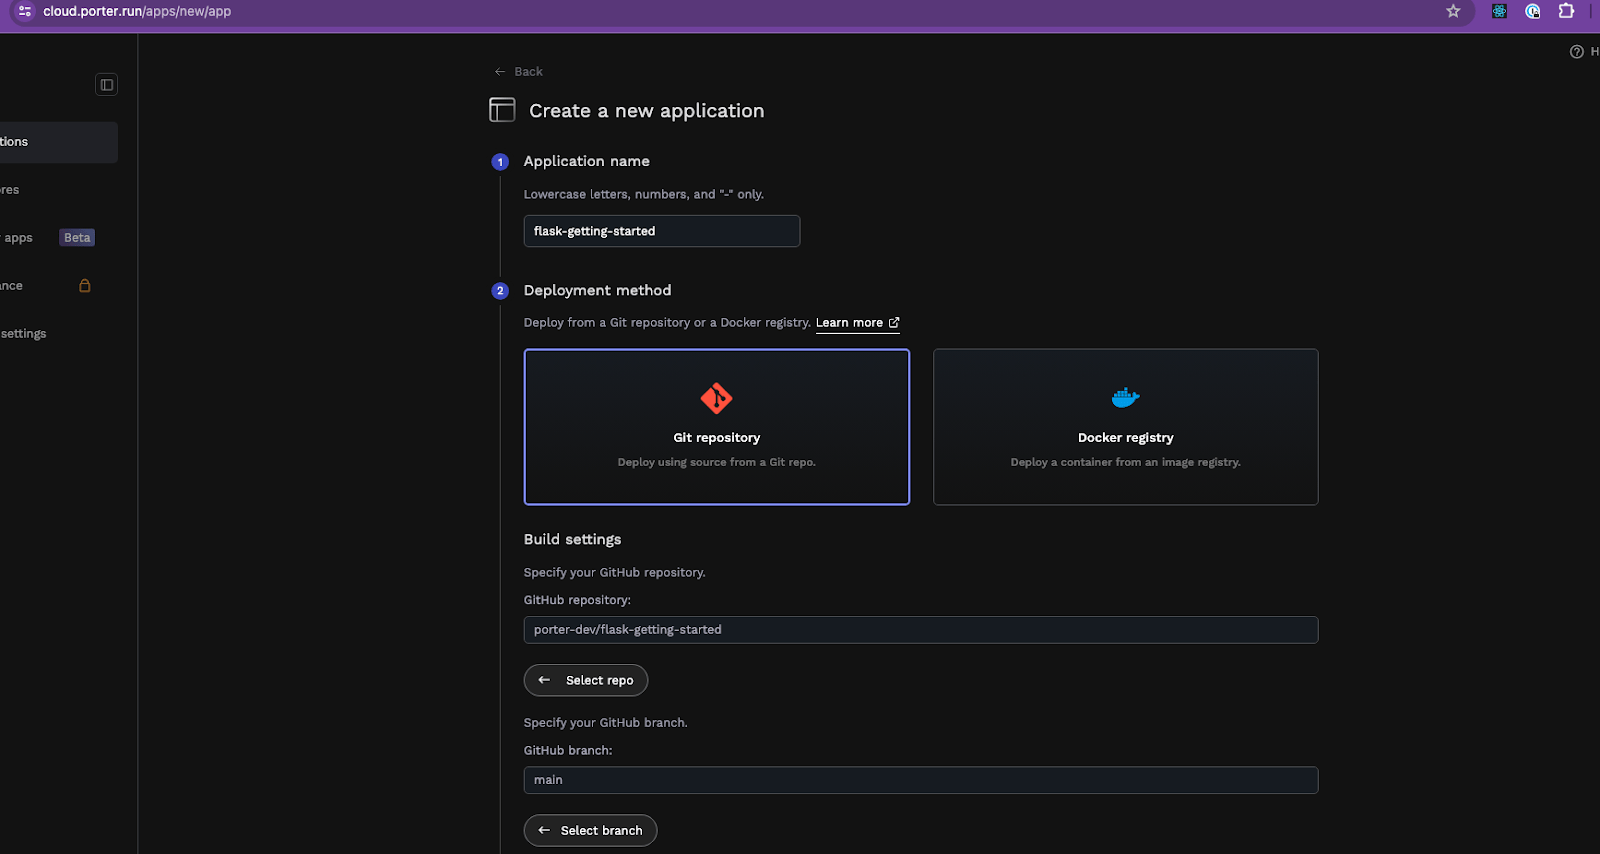 cloud.porter.run/apps/new/app
H
Back
Create a new application
tions
1 Application name
Lowercase letters, numbers, and "-" only.
res
flask-getting-started
apps Beta
ance
2 Deployment method
Deploy from a Git repository or a Docker registry. Learn more
settings
Git repository
Deploy using source from a Git repo.
Docker registry
Deploy a container from an image registry.
Build settings
Specify your GitHub repository.
GitHub repository:
porter-dev/flask-getting-started
Select repo
Specify your GitHub branch.
GitHub branch:
main
Select branch